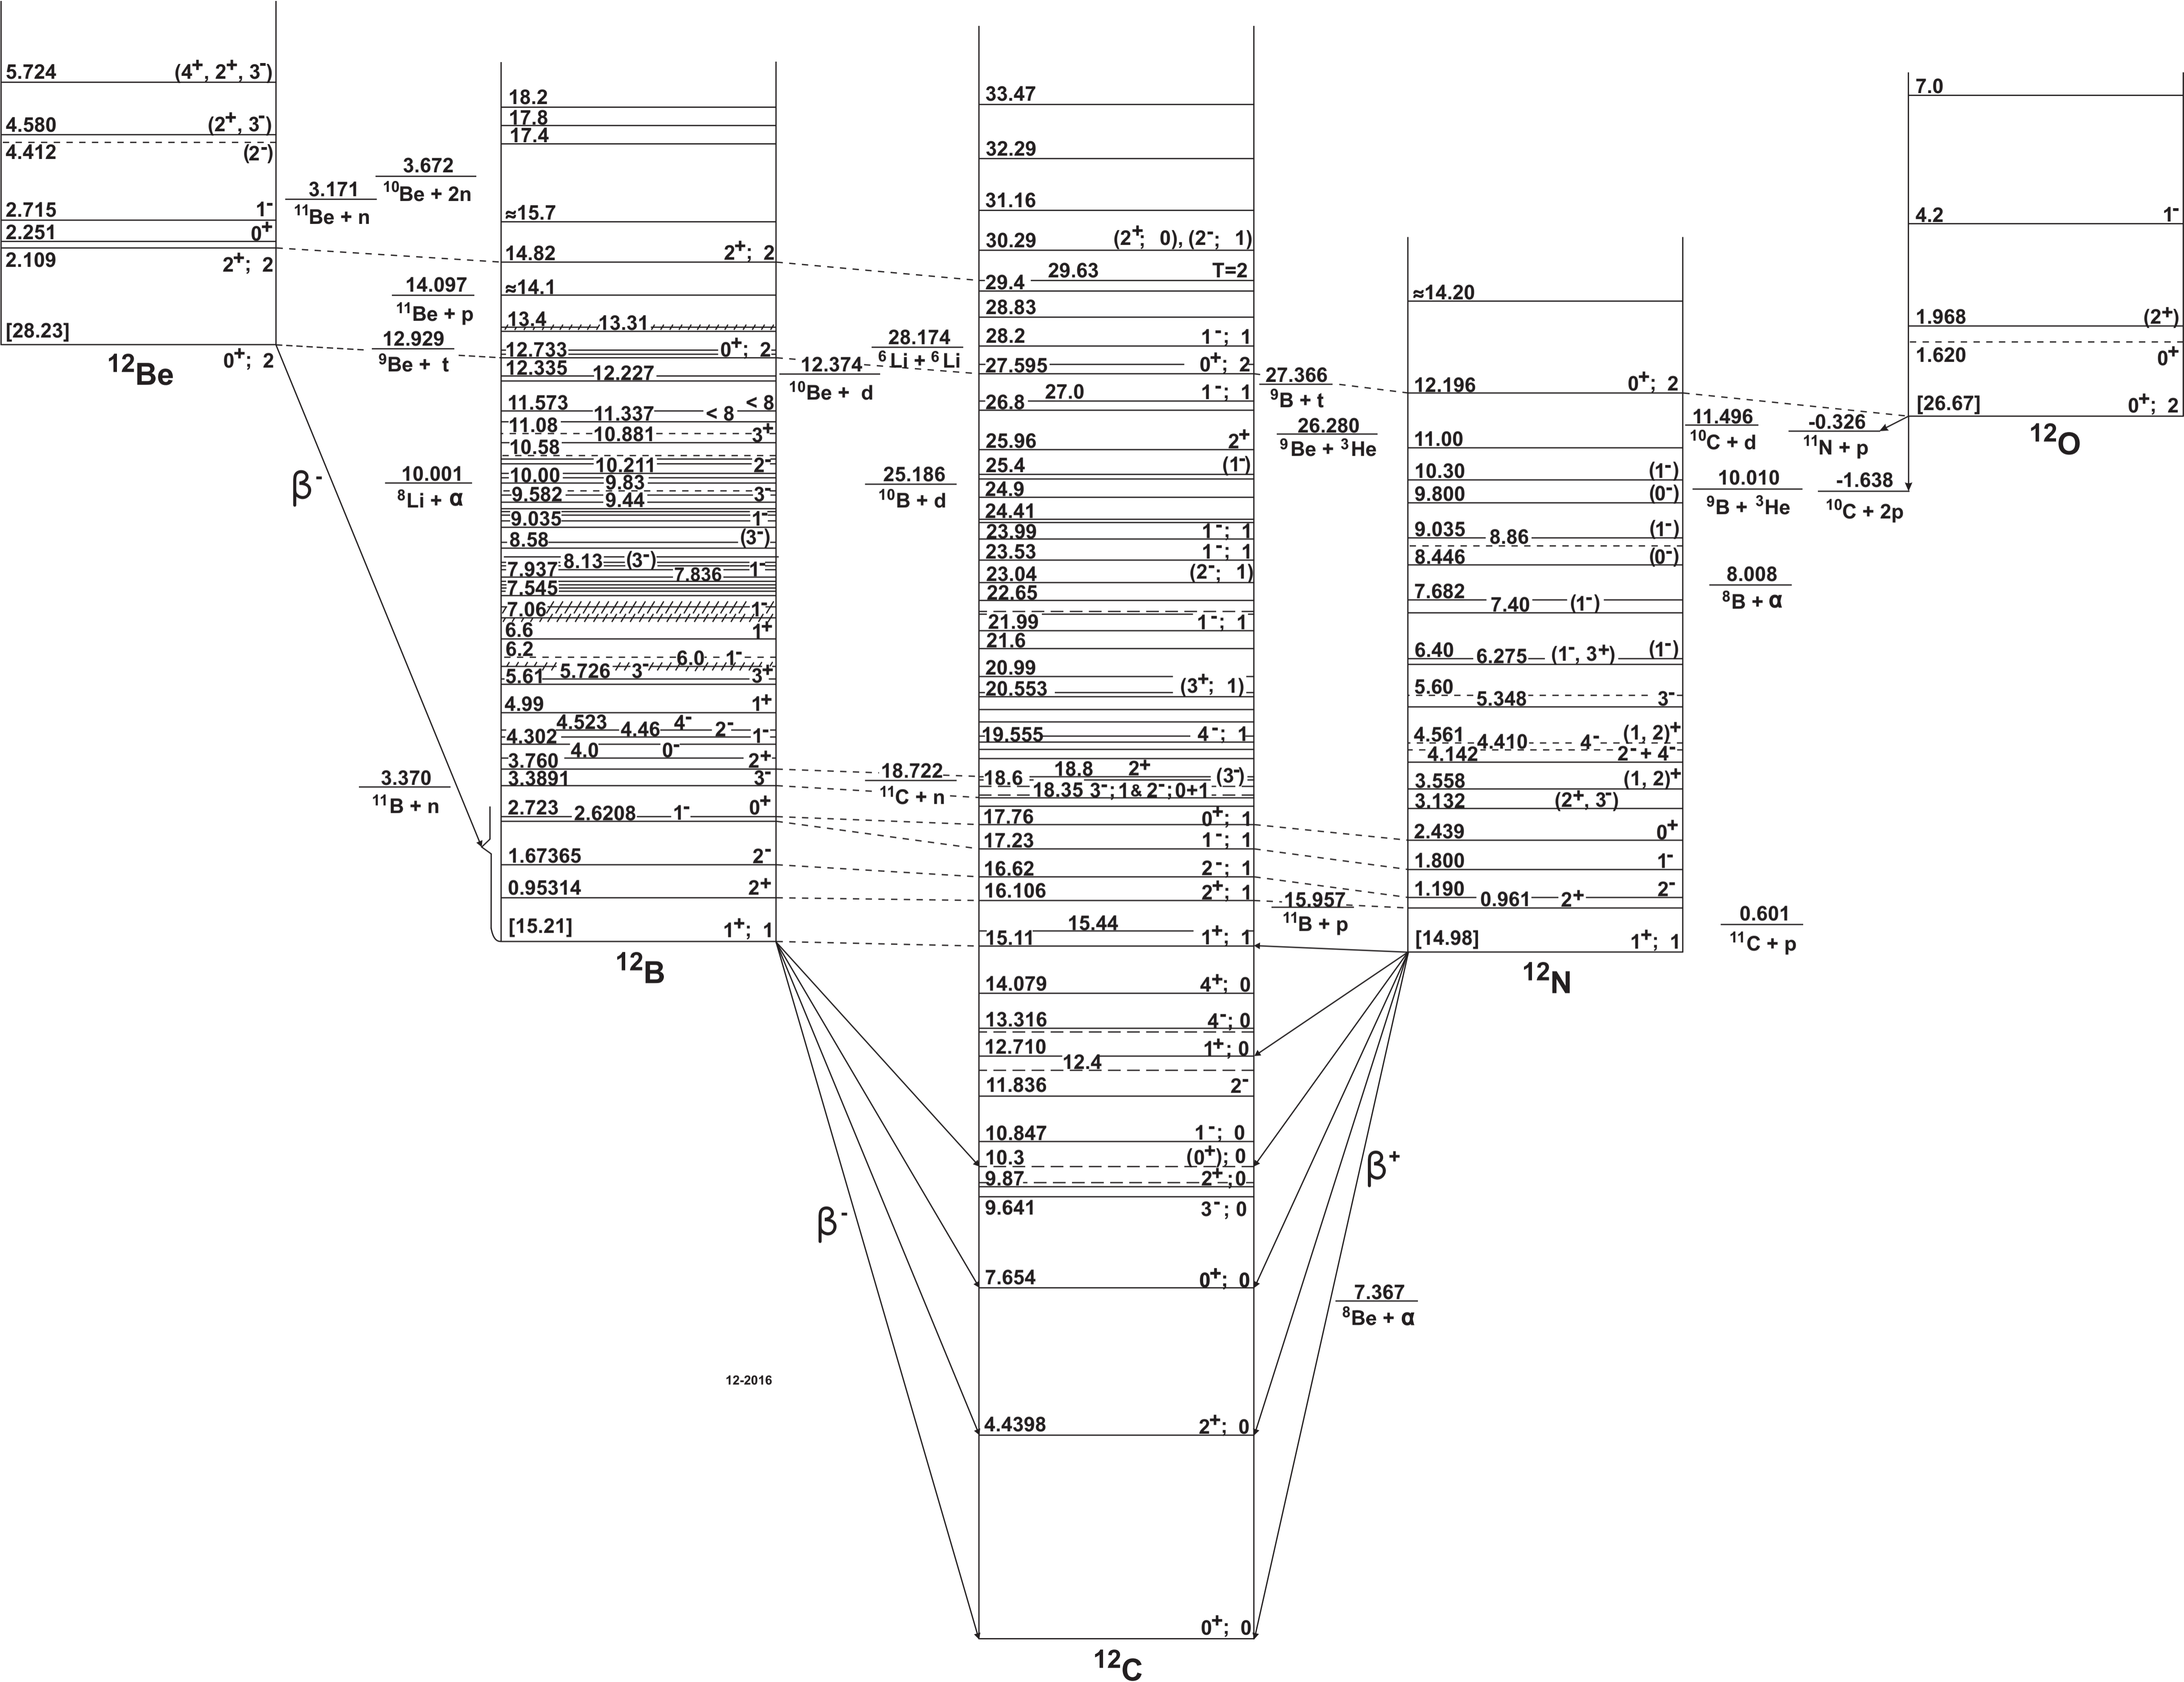 5.724 (4+, 2+, 3-)
4.580 (2+, 3-)
4.412 (2-)
2.715 1-
2.251 0+
2.109 2+; 2
[28.23]
12Be 0+; 2
3.171
11Be + n
3.672
10Be + 2n
14.097
11Be + p
12.929
9Be + t
β-
10.001
8Li + α
3.370
11B + n
18.2
17.8
17.4
≈15.7
14.82 2+; 2
≈14.1
13.4 13.31
12.733 0+; 2
12.335 12.227
11.573 < 8
11.337 < 8
11.08
10.881 3+
10.58
10.211 2-
10.00
9.83
9.582 3-
9.44
9.035 1-
8.58 (3-)
8.13 (3-)
7.937 1-
7.836
7.545
7.06 1-
6.6 1+
6.2
6.0 1-
5.726 3-
5.61 3+
4.99 1+
4.523 4-
4.46 2-
4.302 1-
4.0 0-
3.760 2+
3.3891 3-
2.723 0+
2.6208 1-
1.67365 2-
0.95314 2+
[15.21] 1+; 1
12B
12.374
10Be + d
28.174
6Li + 6Li
25.186
10B + d
18.722
11C + n
β-
12-2016
33.47
32.29
31.16
30.29 (2+; 0), (2-; 1)
29.63 T=2
29.4
28.83
28.2 1-; 1
27.595 0+; 2
27.0 1-; 1
26.8
25.96 2+
25.4 (1-)
24.9
24.41
23.99 1-; 1
23.53 1-; 1
23.04 (2-; 1)
22.65
21.99 1-; 1
21.6
20.99
20.553 (3+; 1)
19.555 4-; 1
18.8 2+
18.6 (3-)
18.35 3-;1& 2-;0+1
17.76 0+; 1
17.23 1-; 1
16.62 2-; 1
16.106 2+; 1
15.44
15.11 1+; 1
14.079 4+; 0
13.316 4-; 0
12.710 1+; 0
12.4
11.836 2-
10.847 1-; 0
10.3 (0+); 0
9.87 2+;0
9.641 3-; 0
7.654 0+; 0
4.4398 2+; 0
0+; 0
12C
27.366
9B + t
26.280
9Be + 3He
15.957
11B + p
β+
7.367
8Be + α
≈14.20
12.196 0+; 2
11.00
10.30 (1-)
9.800 (0-)
9.035 (1-)
8.86
8.446 (0-)
7.682
7.40 (1-)
6.40 (1-)
6.275 (1-, 3+)
5.60
5.348 3-
4.561 (1, 2)+
4.410 4-
4.142 2- + 4-
3.558 (1, 2)+
3.132 (2+, 3-)
2.439 0+
1.800 1-
1.190 2-
0.961 2+
[14.98] 1+; 1
12N
11.496
10C + d
10.010
9B + 3He
8.008
8B + α
0.601
11C + p
-0.326
11N + p
-1.638
10C + 2p
7.0
4.2 1-
1.968 (2+)
1.620 0+
[26.67] 0+; 2
12O